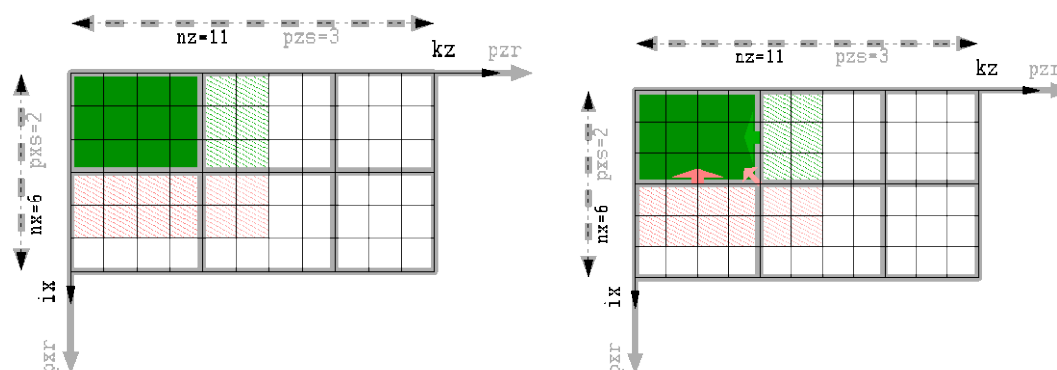 nz=11 pzs=3
kz pzr
pxs=2
nx=6
ix
pxr
nz=11 pzs=3
kz pzr
pxs=2
nx=6
ix
pxr